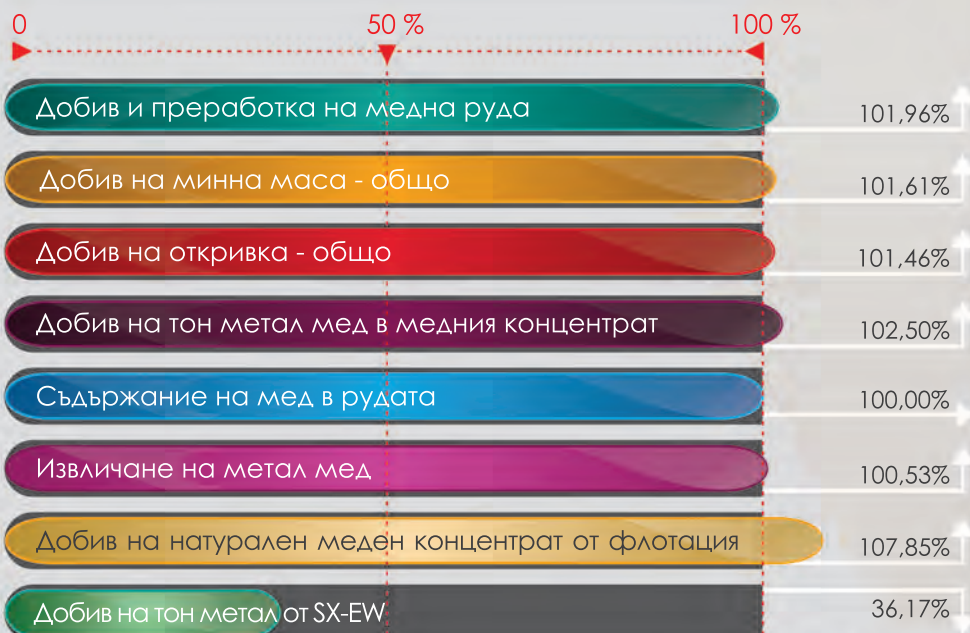 0 50 % 100 %
Добив и преработка на медна руда 101,96%
Добив на минна маса - общо 101,61%
Добив на откривка - общо 101,46%
Добив на тон метал мед в медния концентрат 102,50%
Съдържание на мед в рудата 100,00%
Извличане на метал мед 100,53%
Добив на натурален меден концентрат от флотация 107,85%
Добив на тон метал от SX-EW 36,17%